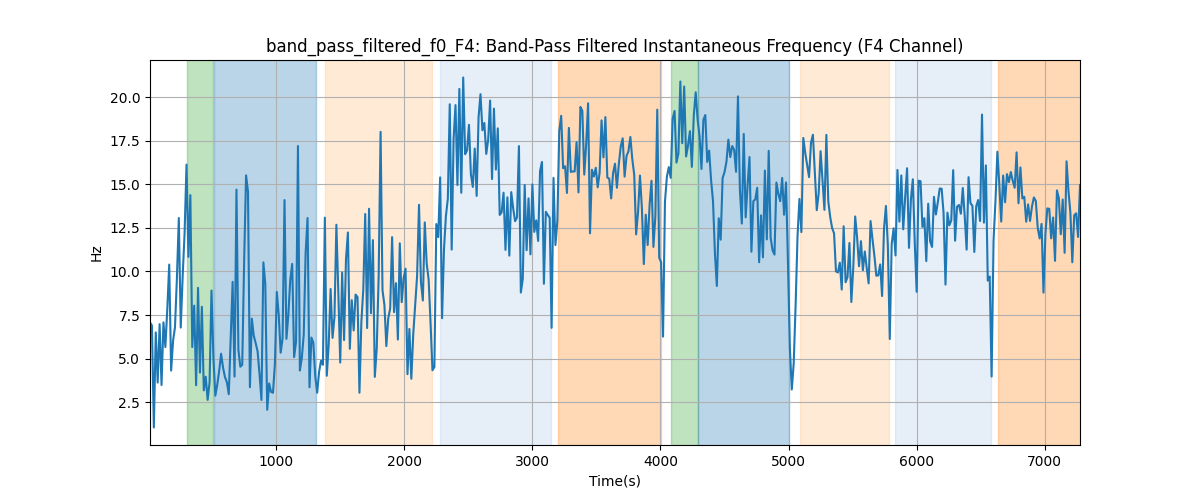 band_pass_filtered_f0_F4: Band-Pass Filtered Instantaneous Frequency (F4 Channel)
20.0
17.5
15.0
12.5
10.0
7.5
5.0
2.5
Hz
1000 2000 3000 4000 5000 6000 7000
Time(s)